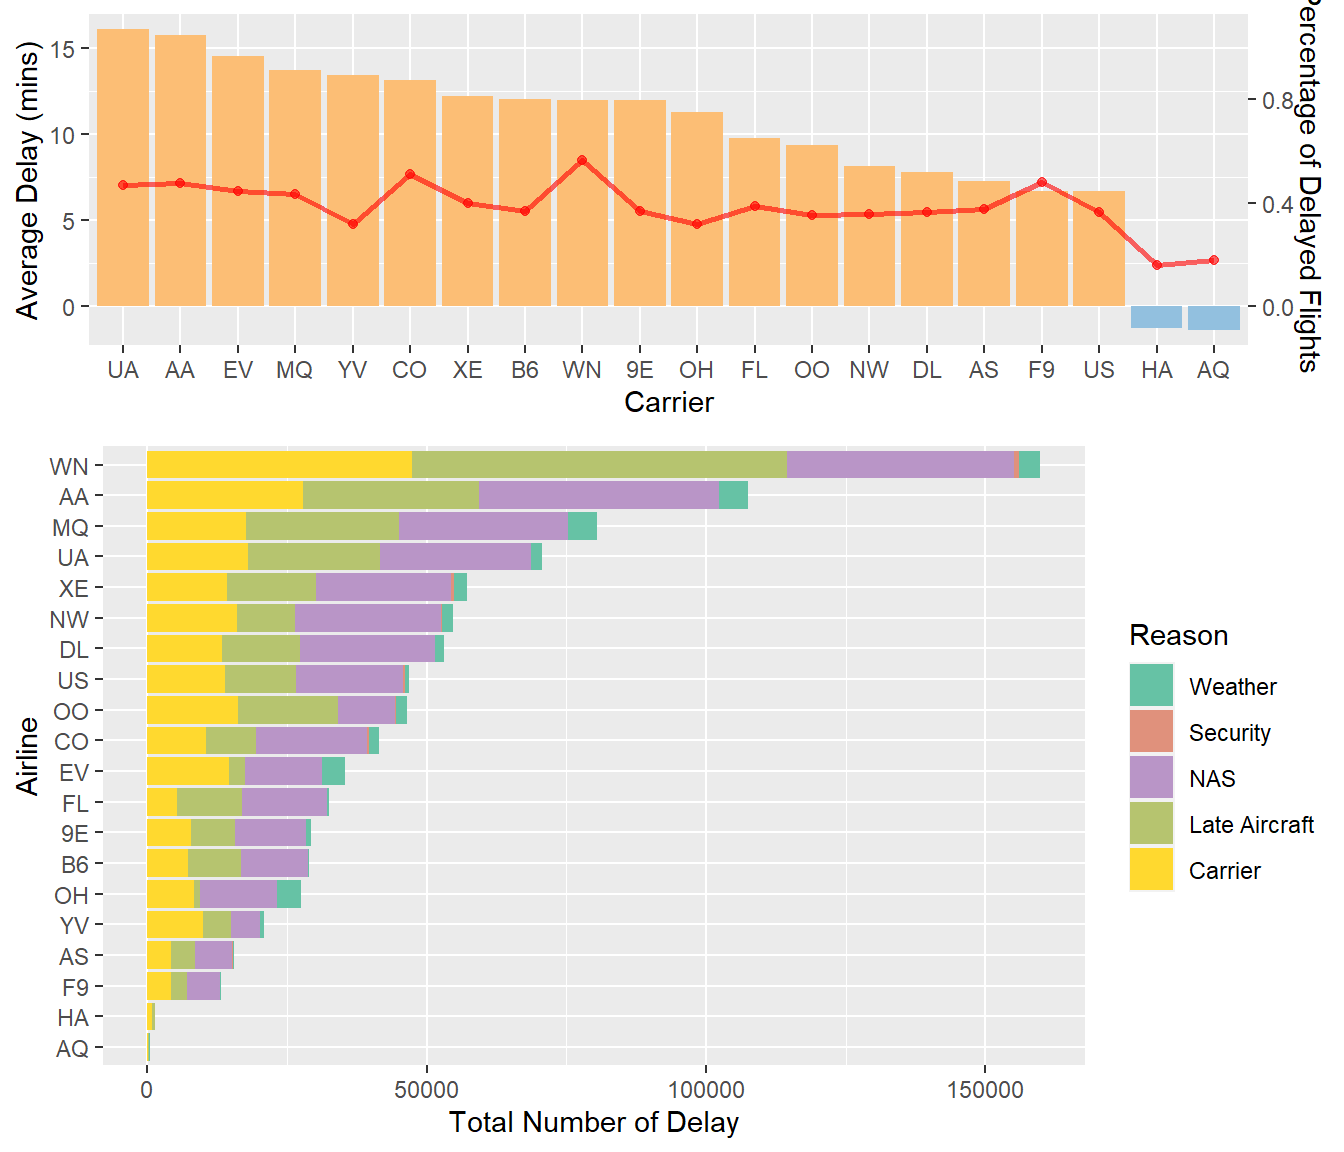 Average Delay (mins)
15
10
5
0
Percentage of Delayed Flights
0.8
0.4
0.0
UA AA EV MQ YV CO XE B6 WN 9E OH FL OO NW DL AS F9 US HA AQ
Carrier
Airline
WN
AA
MQ
UA
XE
NW
DL
US
OO
CO
EV
FL
9E
B6
OH
YV
AS
F9
HA
AQ
0 50000 100000 150000
Total Number of Delay
Reason
Weather
Security
NAS
Late Aircraft
Carrier